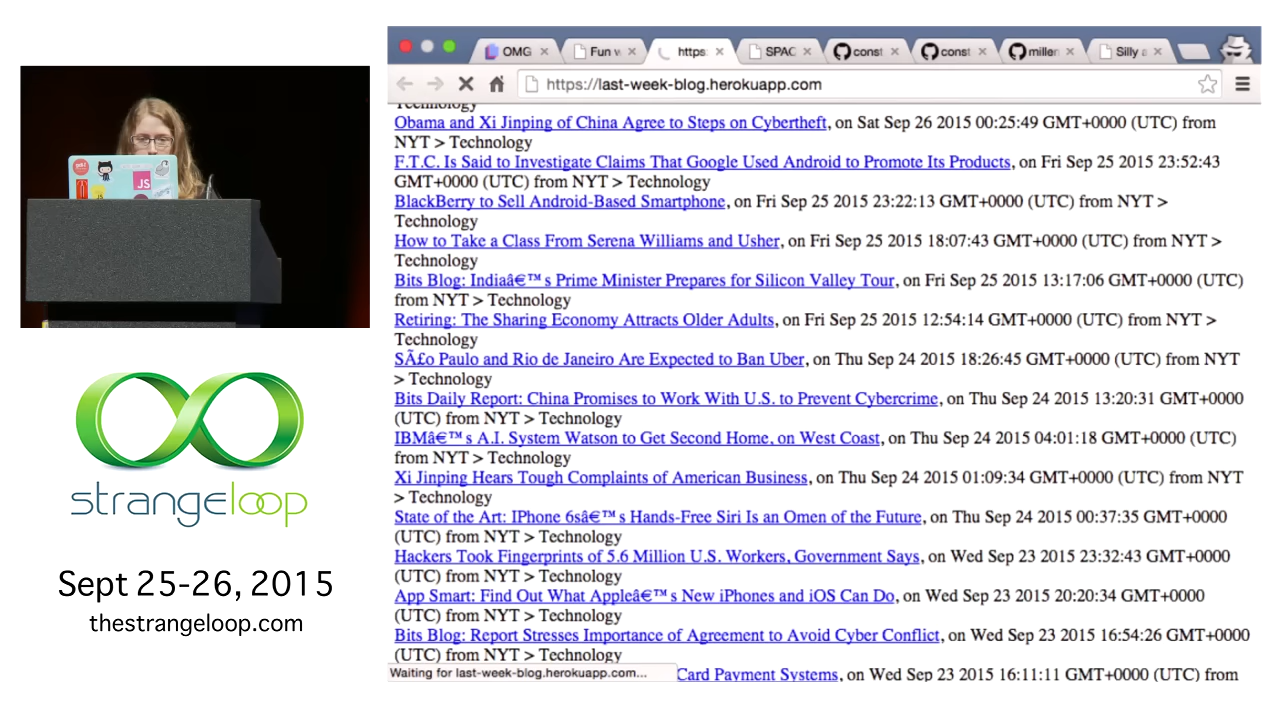 OMG
Fun v
https:
SPAC
const
const
miller
Silly a
https://last-week-blog.herokuapp.com
Technology
Obama and Xi Jinping of China Agree to Steps on Cybertheft, on Sat Sep 26 2015 00:25:49 GMT+0000 (UTC) from
NYT > Technology
F.T.C. Is Said to Investigate Claims That Google Used Android to Promote Its Products, on Fri Sep 25 2015 23:52:43
GMT+0000 (UTC) from NYT > Technology
BlackBerry to Sell Android-Based Smartphone, on Fri Sep 25 2015 23:22:13 GMT+0000 (UTC) from NYT >
Technology
How to Take a Class From Serena Williams and Usher, on Fri Sep 25 2015 18:07:43 GMT+0000 (UTC) from NYT >
Technology
Bits Blog: Indiaâ€™s Prime Minister Prepares for Silicon Valley Tour, on Fri Sep 25 2015 13:17:06 GMT+0000 (UTC)
from NYT > Technology
Retiring: The Sharing Economy Attracts Older Adults, on Fri Sep 25 2015 12:54:14 GMT+0000 (UTC) from NYT >
Technology
SÃ£o Paulo and Rio de Janeiro Are Expected to Ban Uber, on Thu Sep 24 2015 18:26:45 GMT+0000 (UTC) from NYT
> Technology
Bits Daily Report: China Promises to Work With U.S. to Prevent Cybercrime, on Thu Sep 24 2015 13:20:31 GMT+0000
(UTC) from NYT > Technology
IBMâ€™s A.I. System Watson to Get Second Home, on West Coast, on Thu Sep 24 2015 04:01:18 GMT+0000 (UTC)
from NYT > Technology
Xi Jinping Hears Tough Complaints of American Business, on Thu Sep 24 2015 01:09:34 GMT+0000 (UTC) from NYT
> Technology
State of the Art: IPhone 6sâ€™s Hands-Free Siri Is an Omen of the Future, on Thu Sep 24 2015 00:37:35 GMT+0000
(UTC) from NYT > Technology
Hackers Took Fingerprints of 5.6 Million U.S. Workers, Government Says, on Wed Sep 23 2015 23:32:43 GMT+0000
(UTC) from NYT > Technology
App Smart: Find Out What Appleâ€™s New iPhones and iOS Can Do, on Wed Sep 23 2015 20:20:34 GMT+0000
(UTC) from NYT > Technology
Bits Blog: Report Stresses Importance of Agreement to Avoid Cyber Conflict, on Wed Sep 23 2015 16:54:26 GMT+0000
(UTC) from NYT > Technology
Waiting for last-week-blog.herokuapp.com...
Card Payment Systems, on Wed Sep 23 2015 16:11:11 GMT+0000 (UTC) from
JS
strangeloop
Sept 25-26, 2015
thestrangeloop.com